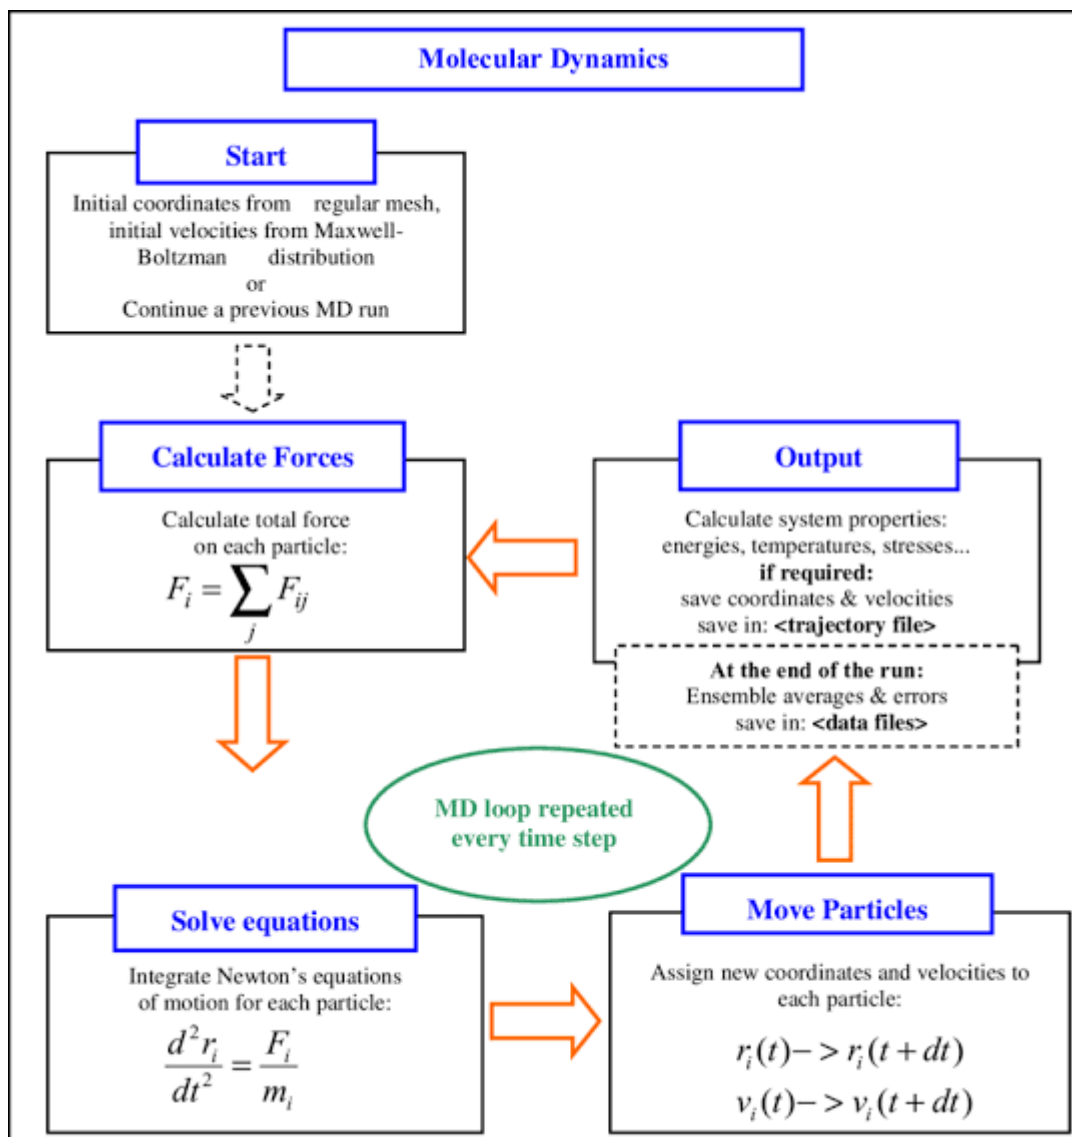 Molecular Dynamics
Start
Initial coordinates from regular mesh,
initial velocities from Maxwell-
Boltzman distribution
or
Continue a previous MD run
Calculate Forces
Calculate total force
on each particle:
F_i = ∑_j F_ij
Output
Calculate system properties:
energies, temperatures, stresses...
if required:
save coordinates & velocities
save in: <trajectory file>
At the end of the run:
Ensemble averages & errors
save in: <data files>
MD loop repeated
every time step
Solve equations
Integrate Newton's equations
of motion for each particle:
d²r_i/dt² = F_i/m_i
Move Particles
Assign new coordinates and velocities to
each particle:
r_i(t)−> r_i(t + dt)
v_i(t)−> v_i(t + dt)